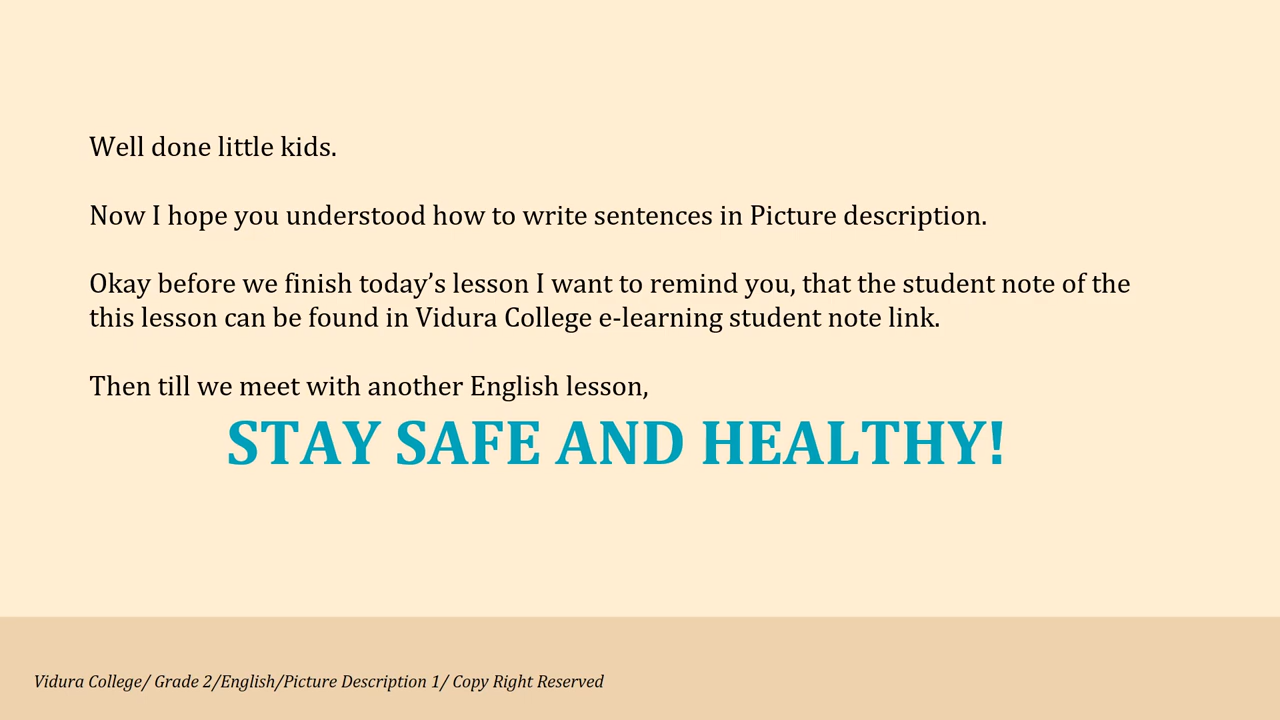 Well done little kids.
Now I hope you understood how to write sentences in Picture description.
Okay before we finish today’s lesson I want to remind you, that the student note of the
this lesson can be found in Vidura College e-learning student note link.
Then till we meet with another English lesson,
STAY SAFE AND HEALTHY!
Vidura College/ Grade 2/English/Picture Description 1/ Copy Right Reserved